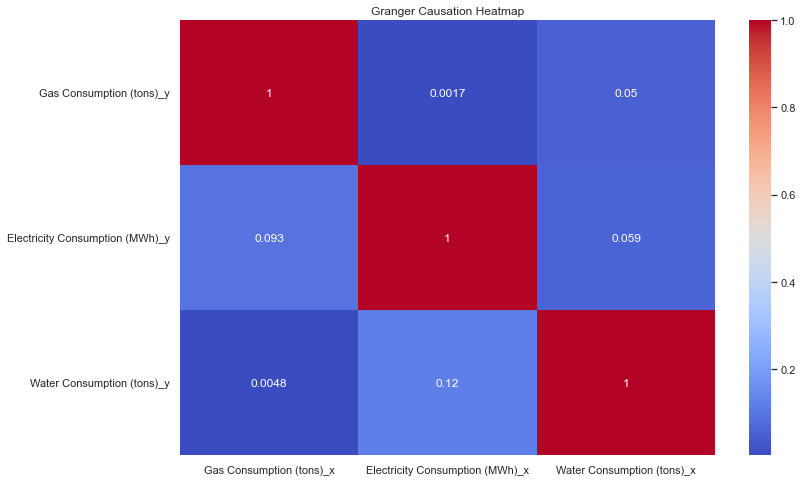 Granger Causation Heatmap
1.0
Gas Consumption (tons)_y
1
0.0017
0.05
0.8
0.6
Electricity Consumption (MWh)_y
0.093
1
0.059
0.4
Water Consumption (tons)_y
0.0048
0.12
1
0.2
Gas Consumption (tons)_x
Electricity Consumption (MWh)_x
Water Consumption (tons)_x